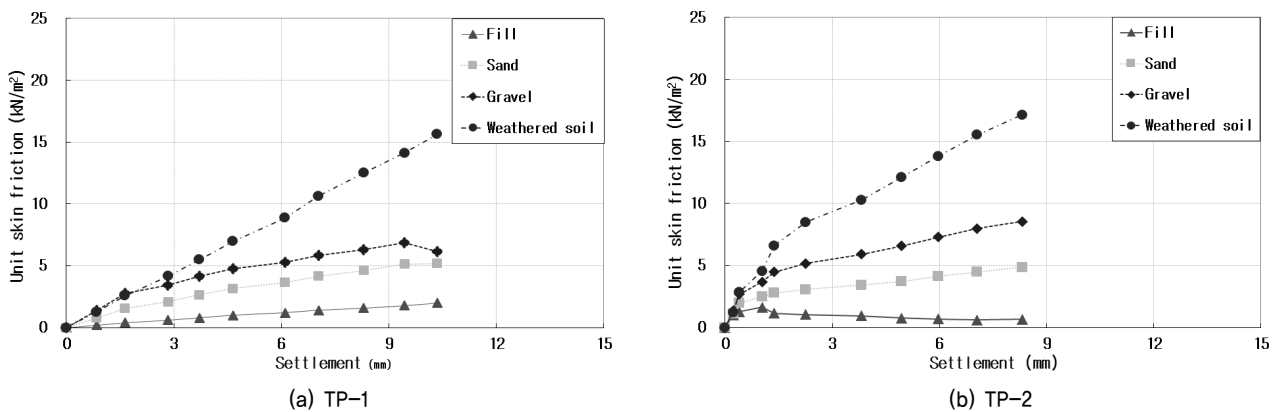 25
20
15
10
5
0
Unit skin friction (kN/m²)
Fill
Sand
Gravel
Weathered soil
0 3 6 9 12 15
Settlement (mm)
(a) TP-1
25
20
15
10
5
0
Unit skin friction (kN/m²)
Fill
Sand
Gravel
Weathered soil
0 3 6 9 12 15
Settlement (mm)
(b) TP-2